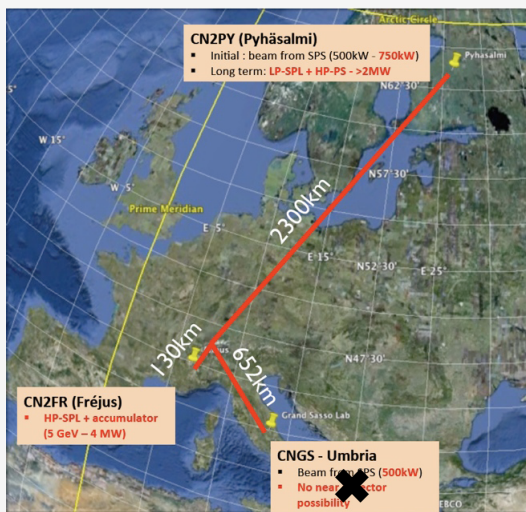 Arctic Circle
CN2PY (Pyhäsalmi)
▪ Initial : beam from SPS (500kW - 750kW)
▪ Long term: LP-SPL + HP-PS - >2MW
Pyhasalmi
N62°30'
W 15°
W 5°
N57°30'
Prime Meridian
2300km
E 5°
E 15°
N52°30'
E 25°
130km
652km
N47°30'
CN2FR (Fréjus)
▪ HP-SPL + accumulator
(5 GeV – 4 MW)
Grand Sasso Lab
CNGS - Umbria
▪ Beam from SPS (500kW)
▪ No near
possibility
EBCO